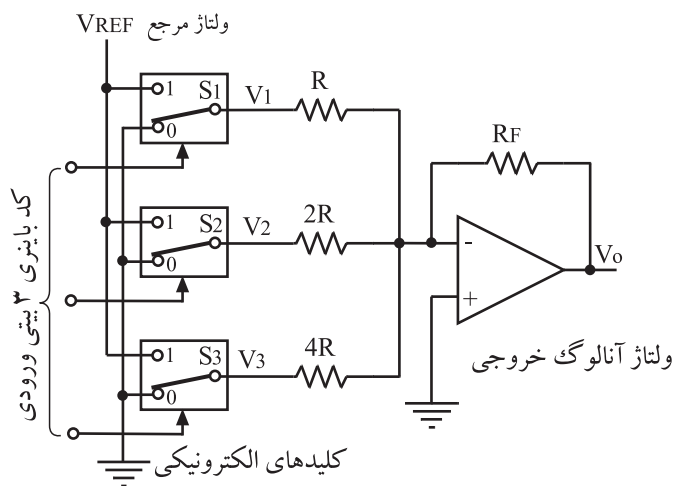 VREF ولتاژ مرجع
1
S1
0
V1
R
RF
1
S2
0
V2
2R
-
+
Vo
1
S3
0
V3
4R
کد باینری ۳ بیتی ورودی
ولتاژ آنالوگ خروجی
کلیدهای الکترونیکی